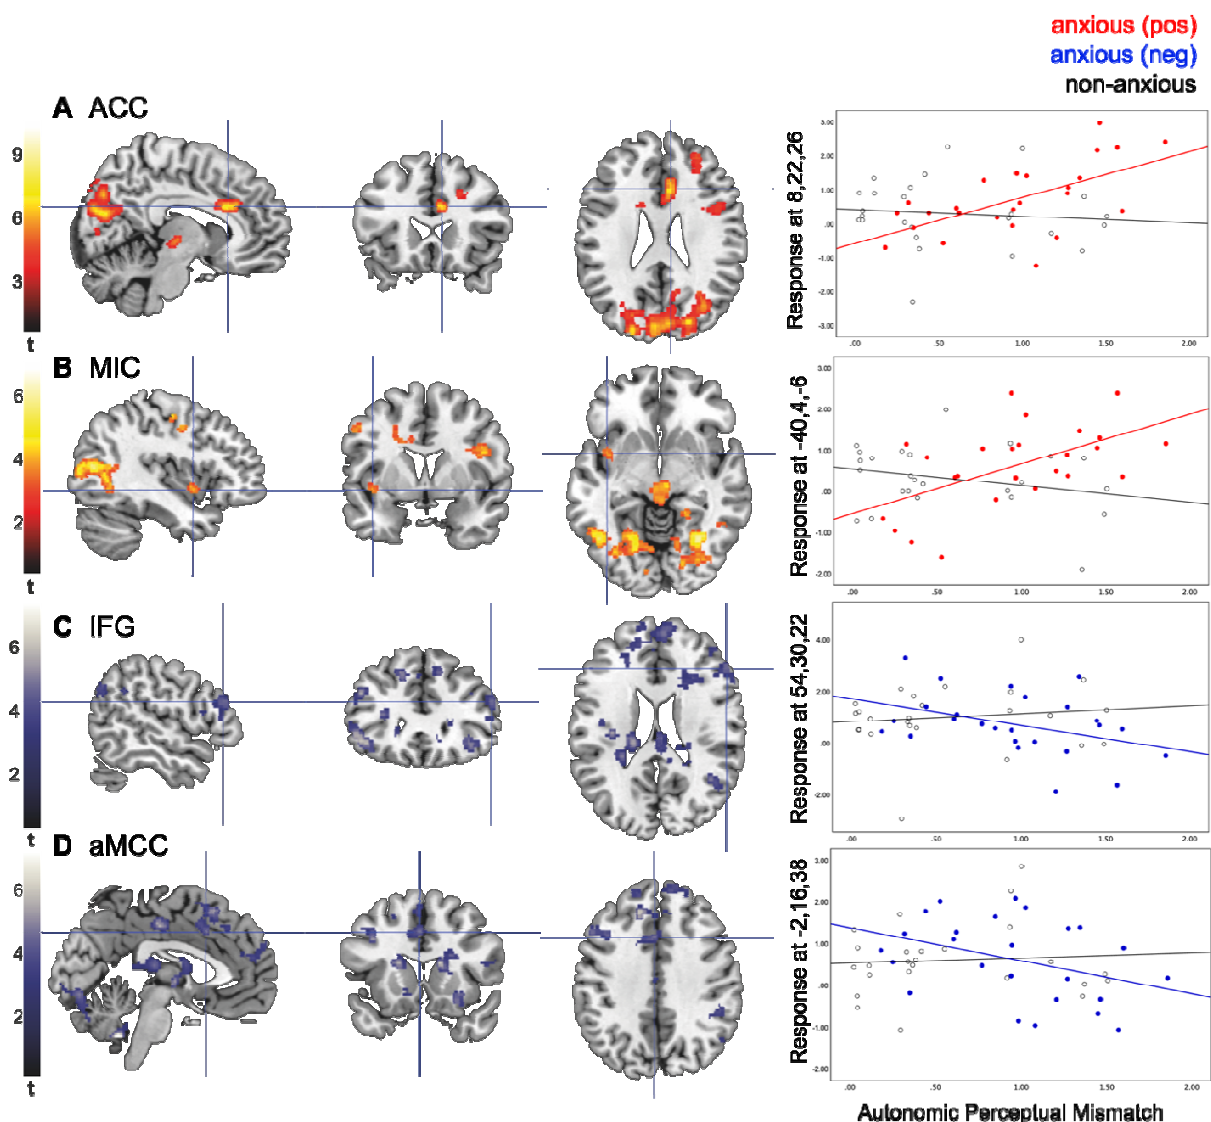 anxious (pos)
anxious (neg)
non-anxious
A ACC
9
6
3
t
Response at 8,22,26
3.00
2.00
1.00
.00
-1.00
-2.00
-3.00
.00 .50 1.00 1.50 2.00
B MIC
6
4
2
t
Response at -40,4,-6
3.00
2.00
1.00
.00
-1.00
-2.00
.00 .50 1.00 1.50 2.00
C IFG
6
4
2
t
Response at 54,30,22
4.00
2.00
.00
-2.00
.00 .50 1.00 1.50 2.00
D aMCC
6
4
2
t
Response at -2,16,38
3.00
2.00
1.00
.00
-1.00
-2.00
.00 .50 1.00 1.50 2.00
Autonomic Perceptual Mismatch